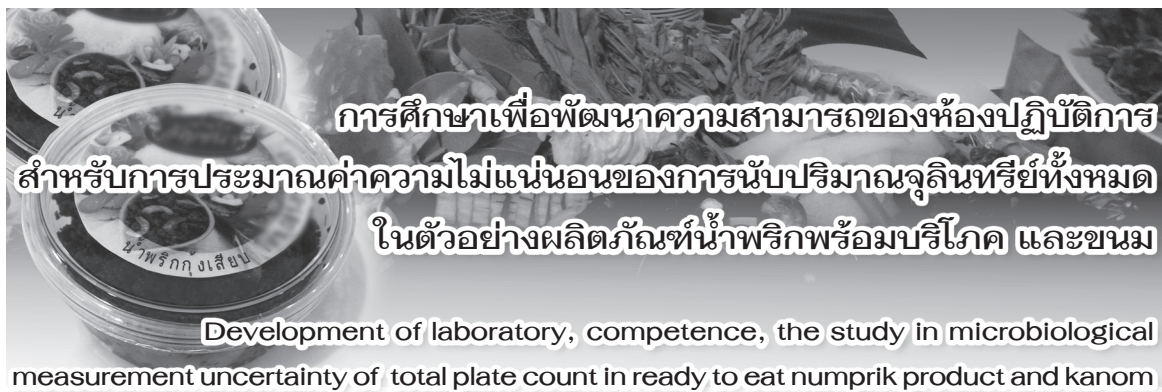 การศึกษาเพื่อพัฒนาความสามารถของห้องปฏิบัติการ
สำหรับการประมาณค่าความไม่แน่นอนของการนับปริมาณจุลินทรีย์ทั้งหมด
ในตัวอย่างผลิตภัณฑ์น้ำพริกพร้อมบริโภค และขนม
น้ำพริกกุ้งเสียบ
Development of laboratory, competence, the study in microbiological
measurement uncertainty of total plate count in ready to eat numprik product and kanom